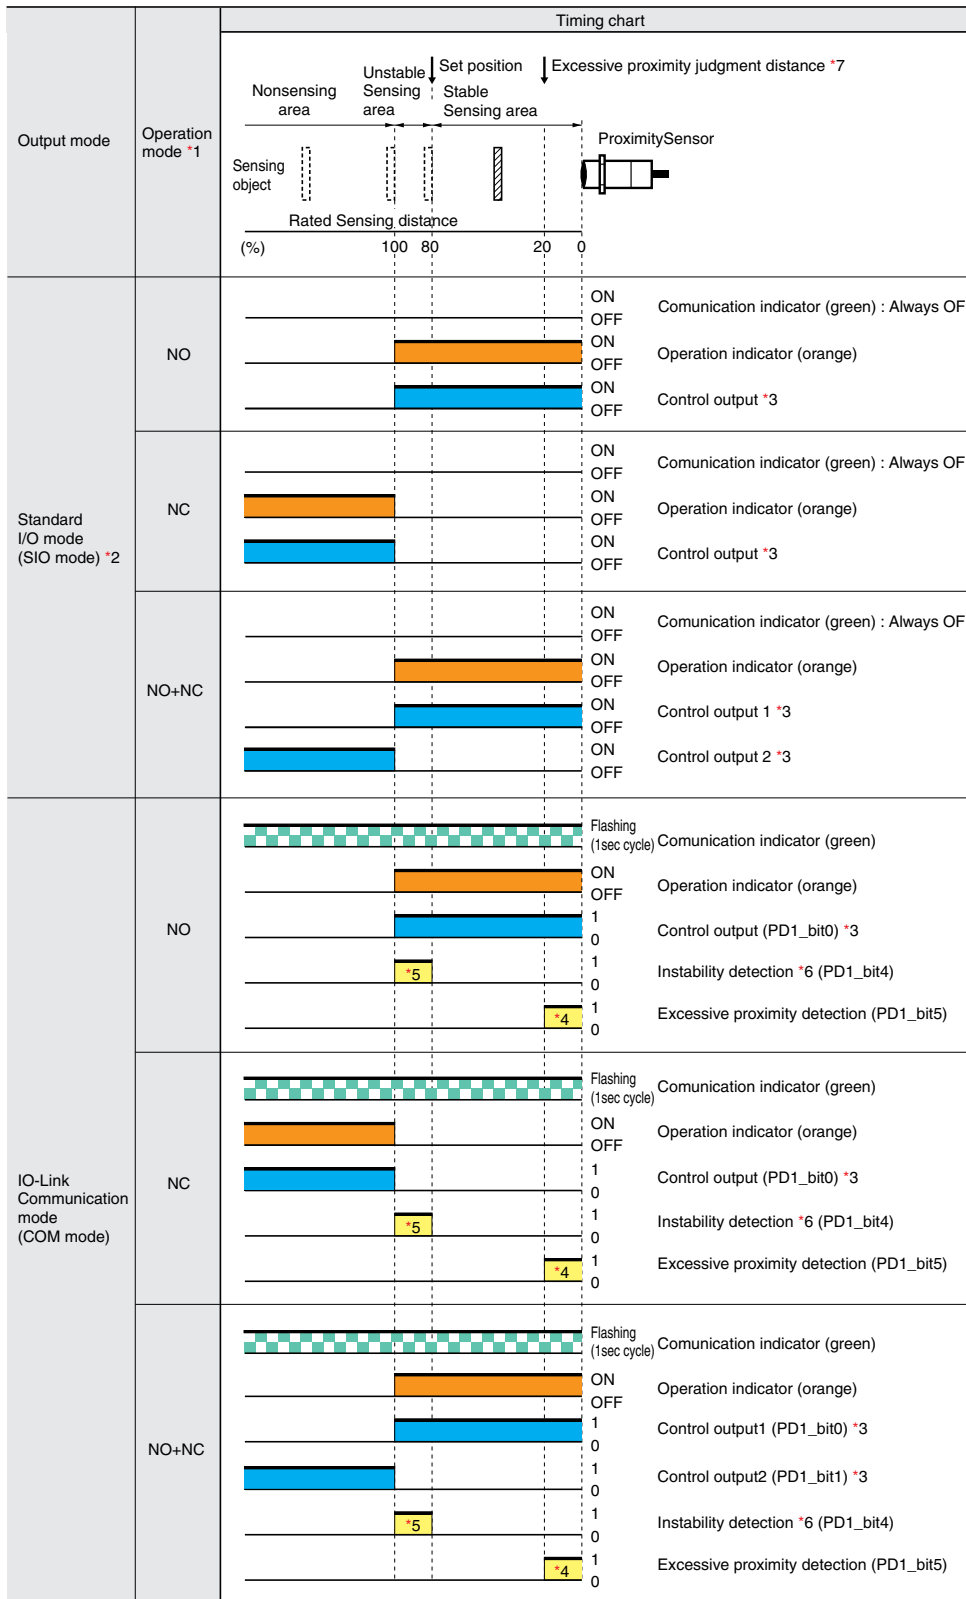 Timing chart
Output mode
Operation
mode *1
Nonsensing
area
Unstable
Sensing
area
Set position
Stable
Sensing area
Excessive proximity judgment distance *7
ProximitySensor
Sensing
object
Rated Sensing distance
(%) 100 80 20 0
Standard
I/O mode
(SIO mode) *2
NO
ON
OFF
Comunication indicator (green) : Always OF
ON
OFF
Operation indicator (orange)
ON
OFF
Control output *3
NC
ON
OFF
Comunication indicator (green) : Always OF
ON
OFF
Operation indicator (orange)
ON
OFF
Control output *3
NO+NC
ON
OFF
Comunication indicator (green) : Always OF
ON
OFF
Operation indicator (orange)
ON
OFF
Control output 1 *3
ON
OFF
Control output 2 *3
IO-Link
Communication
mode
(COM mode)
NO
Flashing
(1sec cycle)
Comunication indicator (green)
ON
OFF
Operation indicator (orange)
1
0
Control output (PD1_bit0) *3
*5
1
0
Instability detection *6 (PD1_bit4)
*4
1
0
Excessive proximity detection (PD1_bit5)
NC
Flashing
(1sec cycle)
Comunication indicator (green)
ON
OFF
Operation indicator (orange)
1
0
Control output (PD1_bit0) *3
*5
1
0
Instability detection *6 (PD1_bit4)
*4
1
0
Excessive proximity detection (PD1_bit5)
NO+NC
Flashing
(1sec cycle)
Comunication indicator (green)
ON
OFF
Operation indicator (orange)
1
0
Control output1 (PD1_bit0) *3
1
0
Control output2 (PD1_bit1) *3
*5
1
0
Instability detection *6 (PD1_bit4)
*4
1
0
Excessive proximity detection (PD1_bit5)